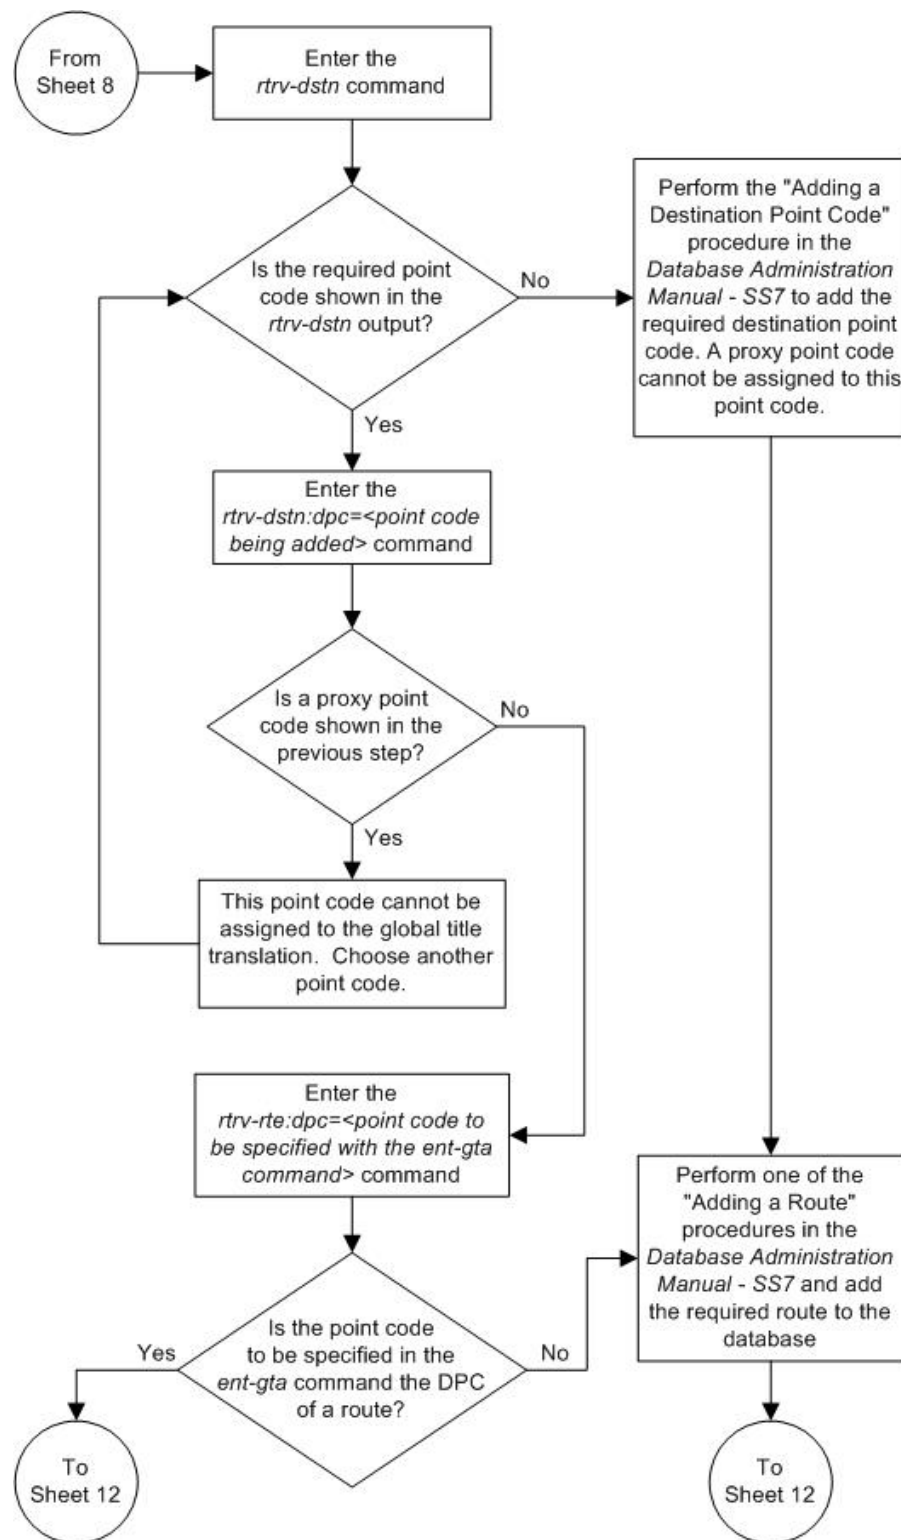 From
Sheet 8
Enter the
rtrv-dstn command
Is the required point
code shown in the
rtrv-dstn output?
No
Yes
Perform the "Adding a
Destination Point Code"
procedure in the
Database Administration
Manual - SS7 to add the
required destination point
code. A proxy point code
cannot be assigned to this
point code.
Enter the
rtrv-dstn:dpc=<point code
being added> command
Is a proxy point
code shown in the
previous step?
No
Yes
This point code cannot be
assigned to the global title
translation.  Choose another
point code.
Enter the
rtrv-rte:dpc=<point code to
be specified with the ent-gta
command> command
Perform one of the
"Adding a Route"
procedures in the
Database Administration
Manual - SS7 and add
the required route to the
database
Is the point code
to be specified in the
ent-gta command the DPC
of a route?
Yes
No
To
Sheet 12
To
Sheet 12